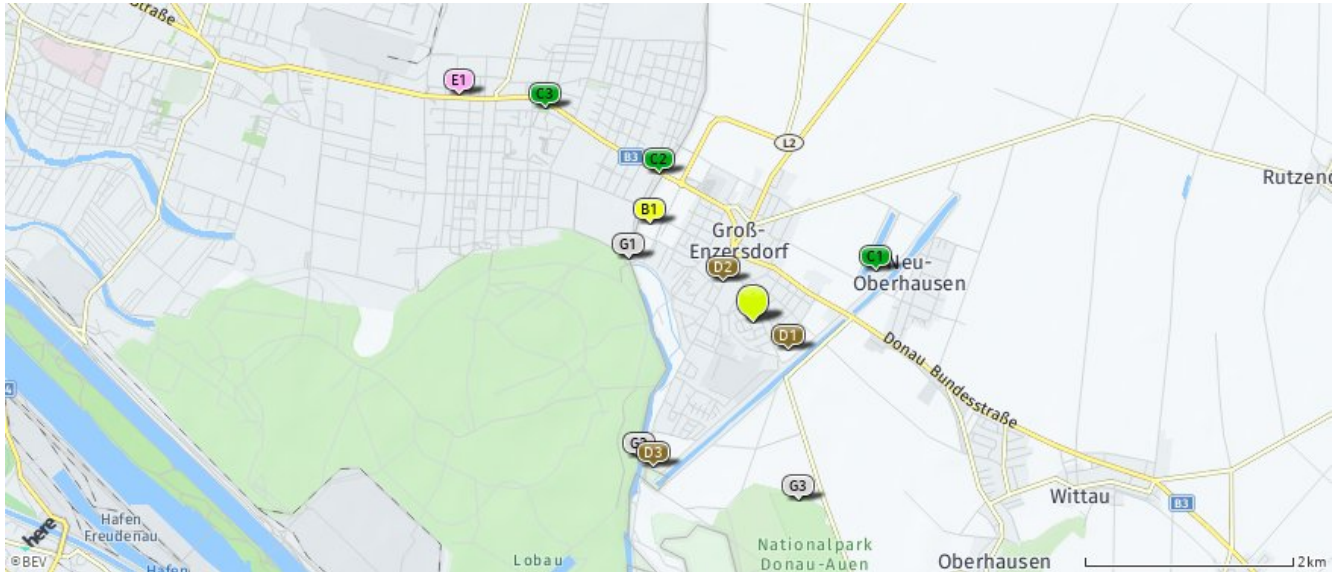 straße
E1
C3
B3
C2
L2
Rutzend
B1
Groß-
Enzersdorf
G1
D2
C1
Neu-
Oberhausen
D1
Donau Bundesstraße
D3
G3
Wittau
B3
Hafen
Freudenau
here
©BEV
Hafen
Lobau
Nationalpark
Donau-Auen
Oberhausen
2km